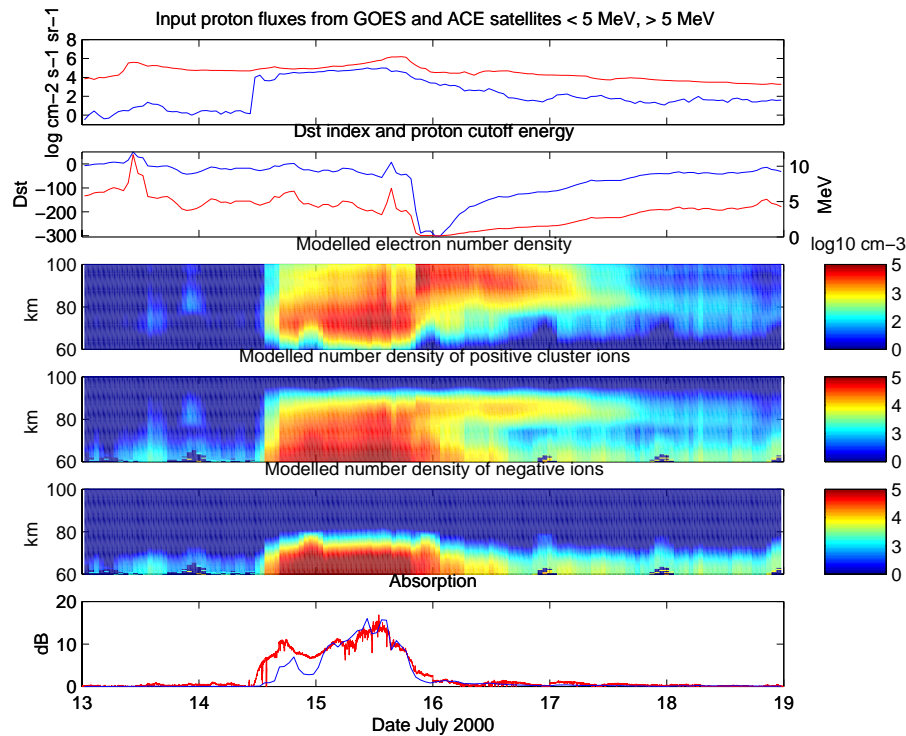 Input proton fluxes from GOES and ACE satellites < 5 MeV, > 5 MeV
log cm-2 s-1 sr-1
8
6
4
2
0
Dst index and proton cutoff energy
Dst
0
−100
−200
−300
10
5
0
MeV
Modelled electron number density
log10 cm−3
km
100
80
60
5
3
2
2
0
Modelled number density of positive cluster ions
km
100
80
60
5
4
3
1
0
Modelled number density of negative ions
km
100
80
60
5
4
3
1
0
Absorption
dB
20
10
0
13 14 15 16 17 18 19
Date July 2000